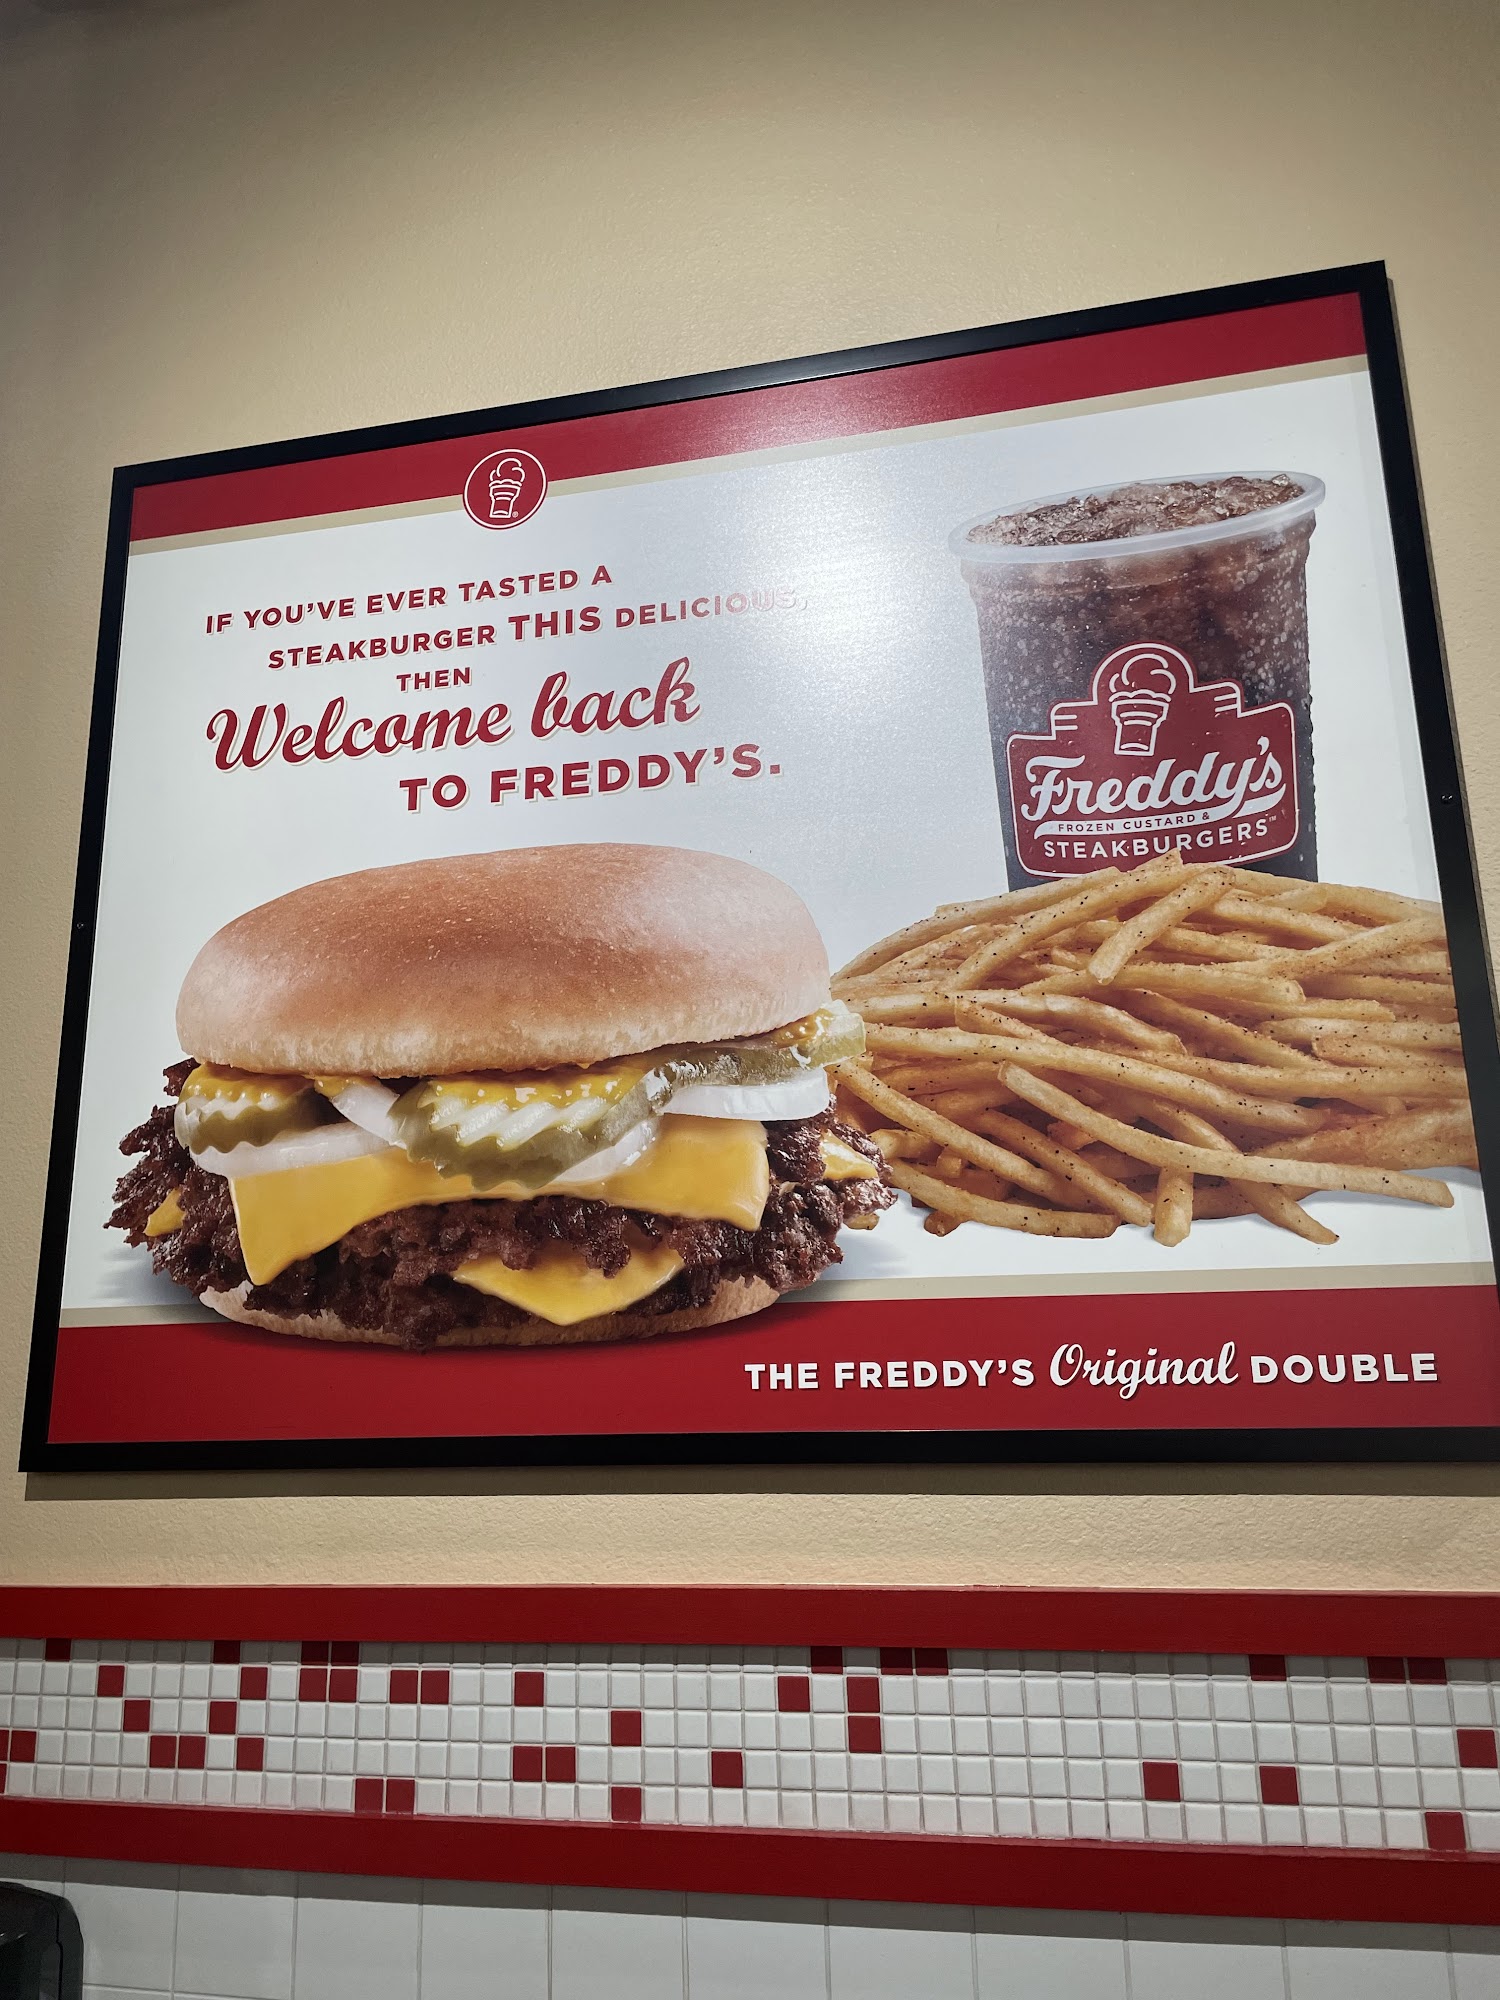 IF YOU'VE EVER TASTED A
STEAKBURGER THIS DELICIOUS,
THEN
Welcome back
TO FREDDY'S.
Freddy's
FROZEN CUSTARD &
STEAKBURGERS™
THE FREDDY'S Original DOUBLE